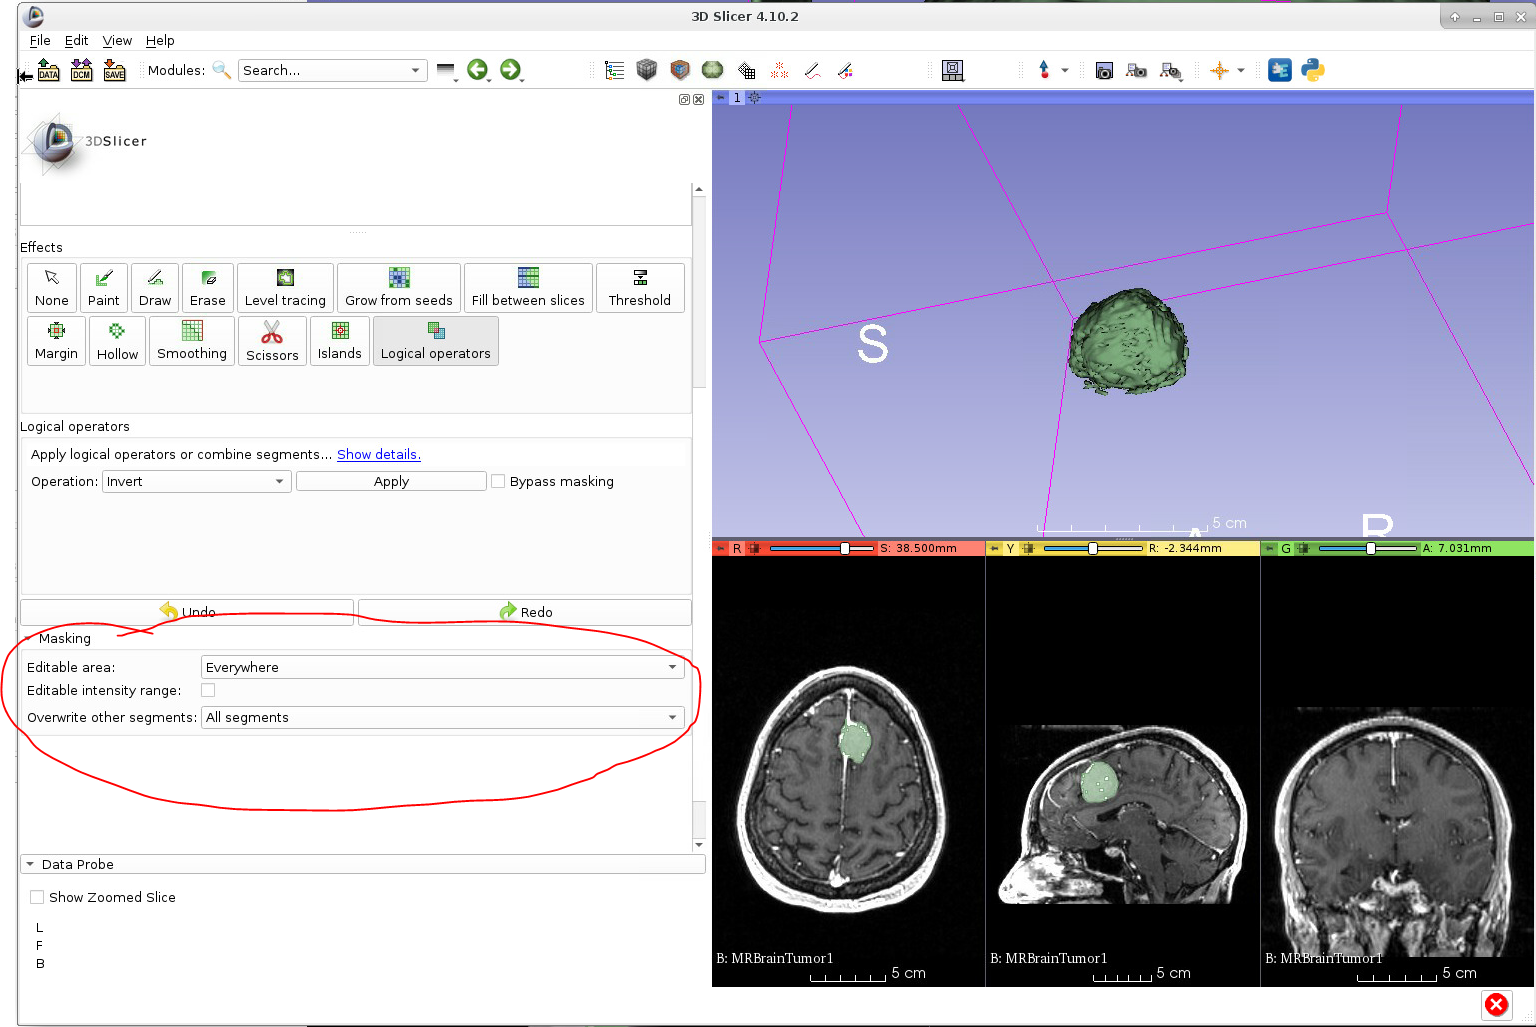 3D Slicer 4.10.2
File Edit View Help
DATA DCM SAVE Modules: Search...
1
3DSlicer
Effects
None Paint Draw Erase Level tracing Grow from seeds Fill between slices Threshold
Margin Hollow Smoothing Scissors Islands Logical operators
Logical operators
Apply logical operators or combine segments... Show details.
Operation: Invert Apply Bypass masking
Undo Redo
Masking
Editable area: Everywhere
Editable intensity range:
Overwrite other segments: All segments
Data Probe
Show Zoomed Slice
L
F
B
S
5 cm
R S: 38.500mm Y R: -2.344mm G A: 7.031mm
B: MRBrainTumor1 B: MRBrainTumor1 B: MRBrainTumor1
5 cm 5 cm 5 cm